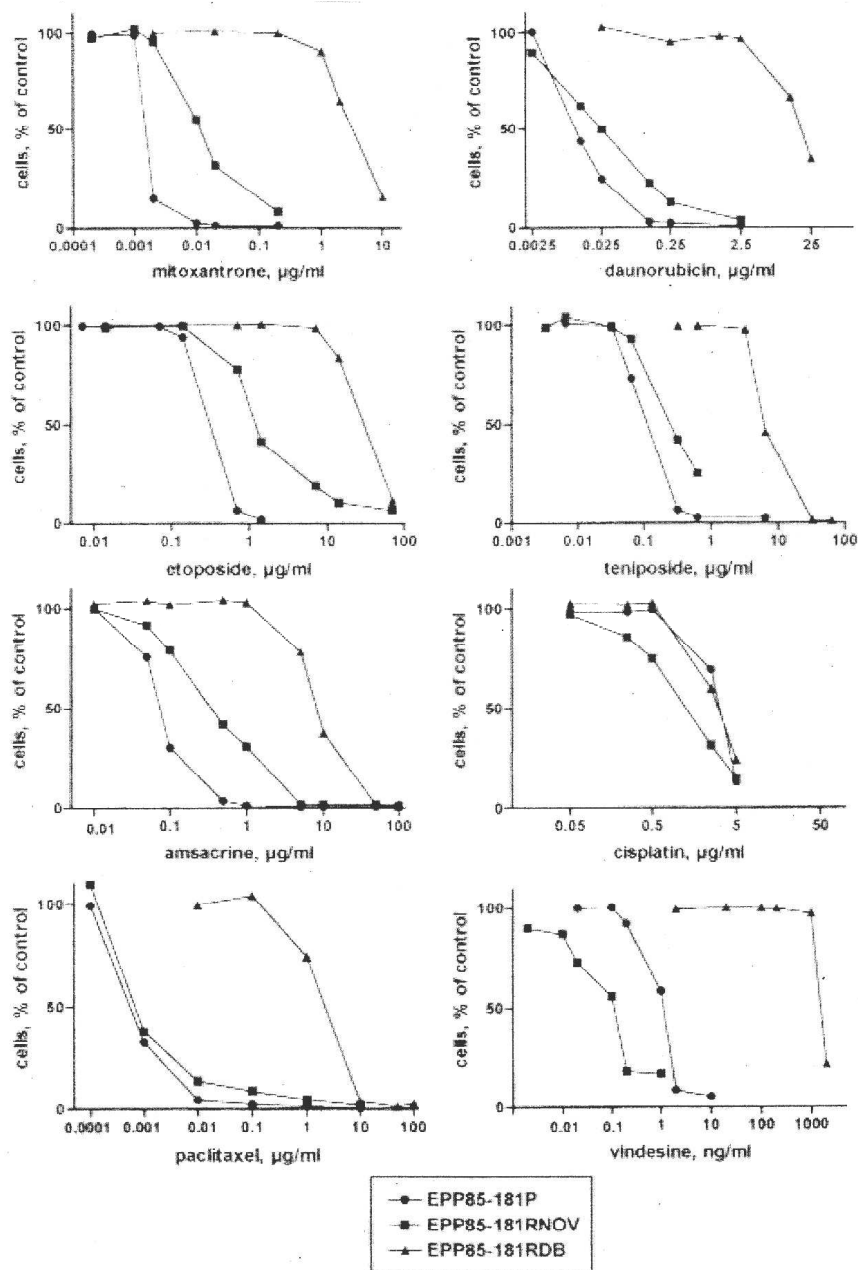 cells, % of control
100
50
0
0.0001 0.001 0.01 0.1 1 10
mitoxantrone, µg/ml
cells, % of control
100
50
0
0.0025 0.025 0.25 2.5 25
daunorubicin, µg/ml
cells, % of control
100
50
0
0.01 0.1 1 10 100
etoposide, µg/ml
cells, % of control
100
50
0
0.001 0.01 0.1 1 10 100
teniposide, µg/ml
cells, % of control
100
50
0
0.01 0.1 1 10 100
amsacrine, µg/ml
cells, % of control
100
50
0
0.05 0.5 5 50
cisplatin, µg/ml
cells, % of control
100
50
0
0.0001 0.001 0.01 0.1 1 10 100
paclitaxel, µg/ml
cells, % of control
100
50
0
0.01 0.1 1 10 100 1000
vindesine, ng/ml
EPP85-181P
EPP85-181RNOV
EPP85-181RDB